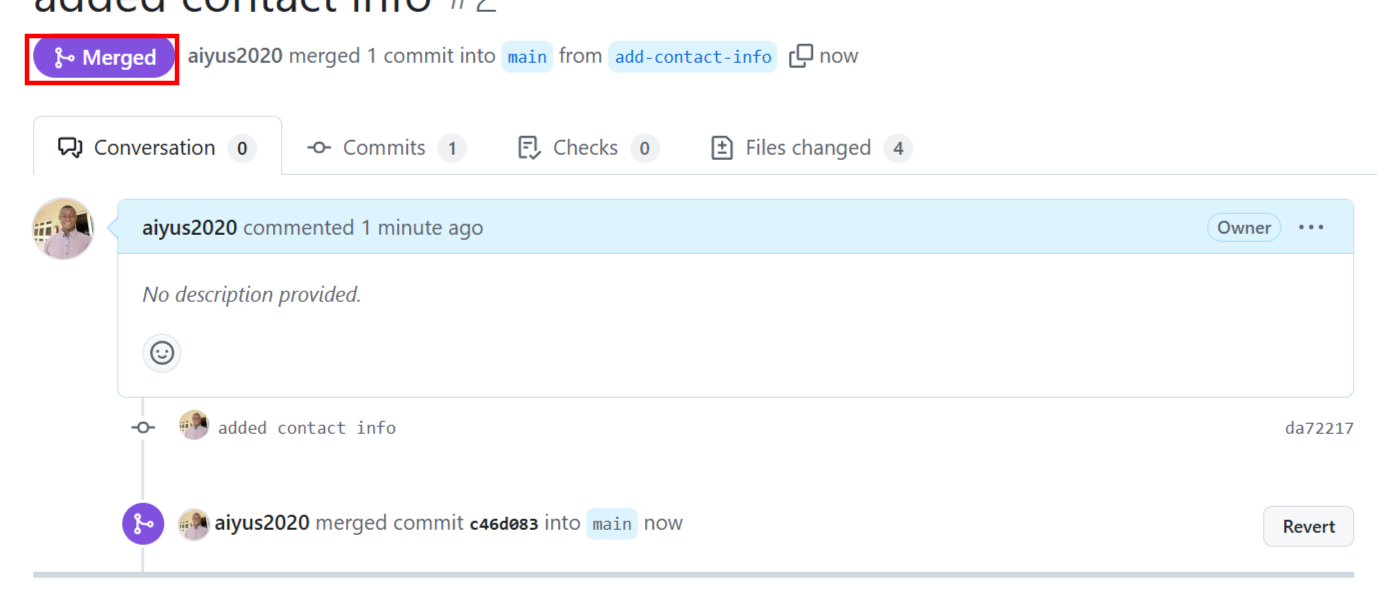 added contact info #2
Merged aiyus2020 merged 1 commit into main from add-contact-info now
Conversation 0 Commits 1 Checks 0 Files changed 4
aiyus2020 commented 1 minute ago Owner
No description provided.
added contact info da72217
aiyus2020 merged commit c46d083 into main now Revert